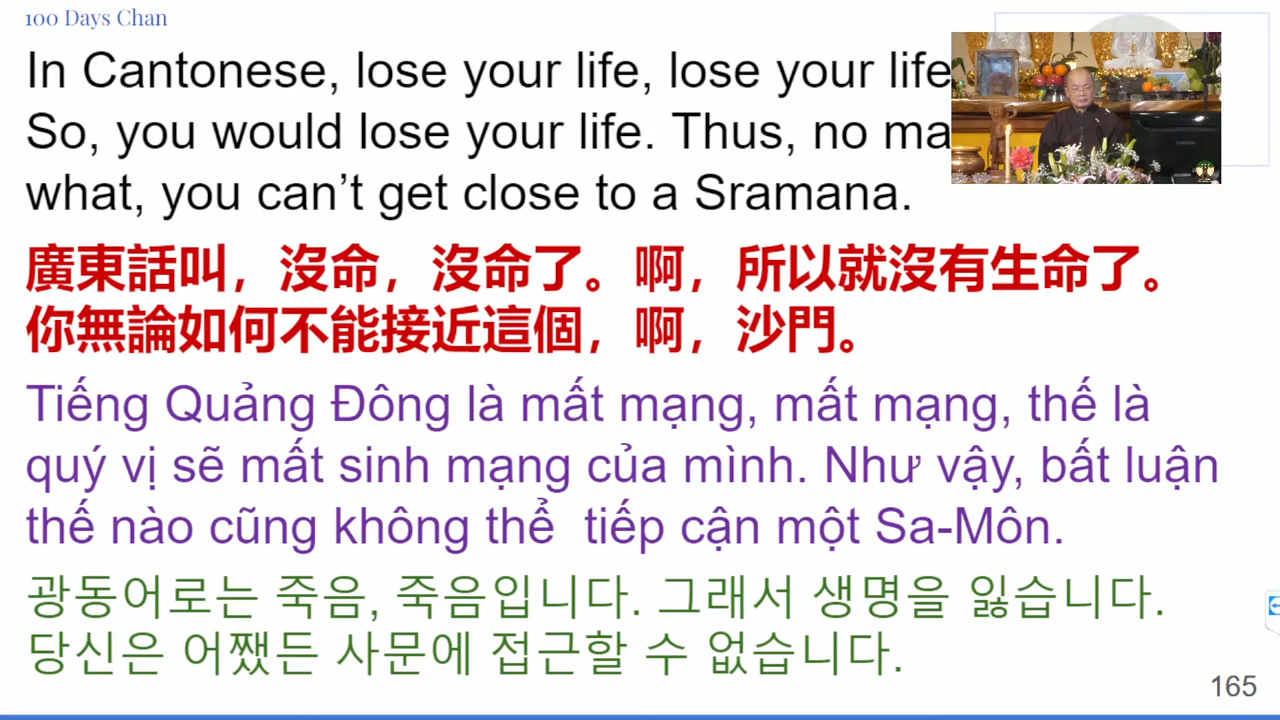 100 Days Chan
In Cantonese, lose your life, lose your life
So, you would lose your life. Thus, no ma
what, you can’t get close to a Sramana.
廣東話叫，沒命，沒命了。啊，所以就沒有生命了。
你無論如何不能接近這個，啊，沙門。
Tiếng Quảng Đông là mất mạng, mất mạng, thế là
quý vị sẽ mất sinh mạng của mình. Như vậy, bất luận
thế nào cũng không thể  tiếp cận một Sa-Môn.
광동어로는 죽음, 죽음입니다. 그래서 생명을 잃습니다.
당신은 어쨌든 사문에 접근할 수 없습니다.
165